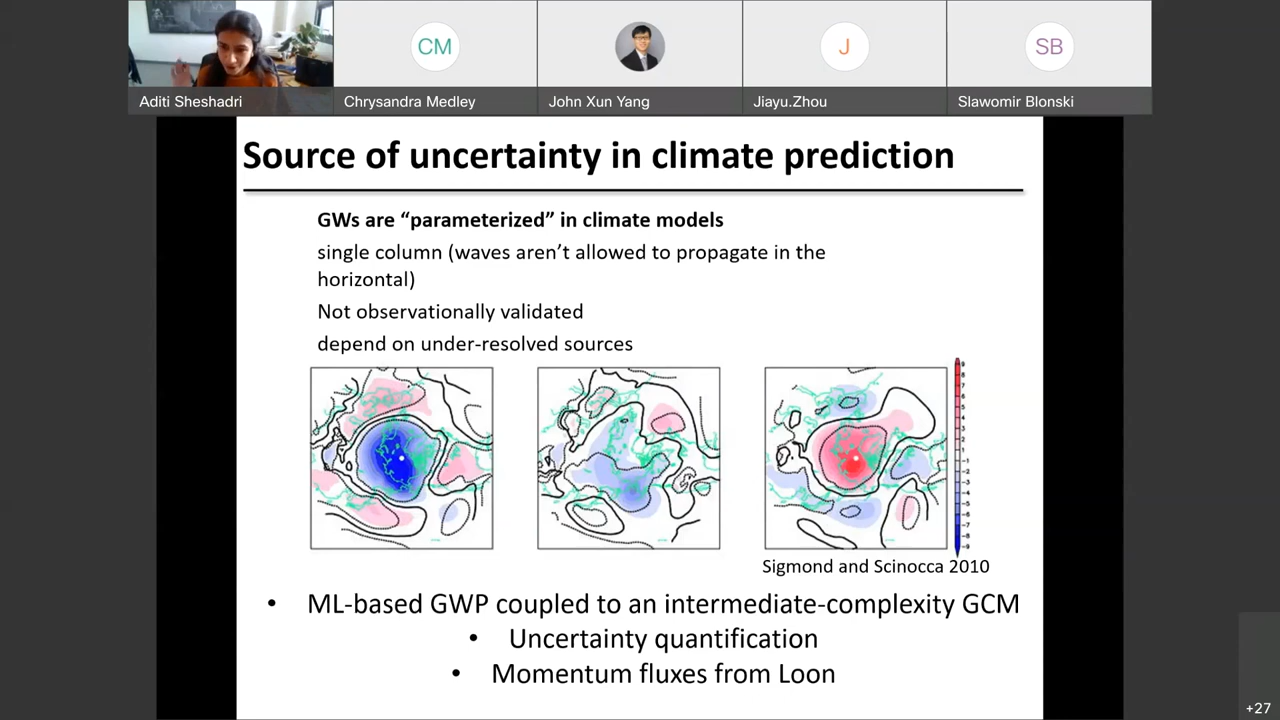 CM
J
SB
Aditi Sheshadri
Chrysandra Medley
John Xun Yang
Jiayu.Zhou
Slawomir Blonski
Source of uncertainty in climate prediction
GWs are “parameterized” in climate models
single column (waves aren’t allowed to propagate in the
horizontal)
Not observationally validated
depend on under-resolved sources
Sigmond and Scinocca 2010
• ML-based GWP coupled to an intermediate-complexity GCM
• Uncertainty quantification
• Momentum fluxes from Loon
+27